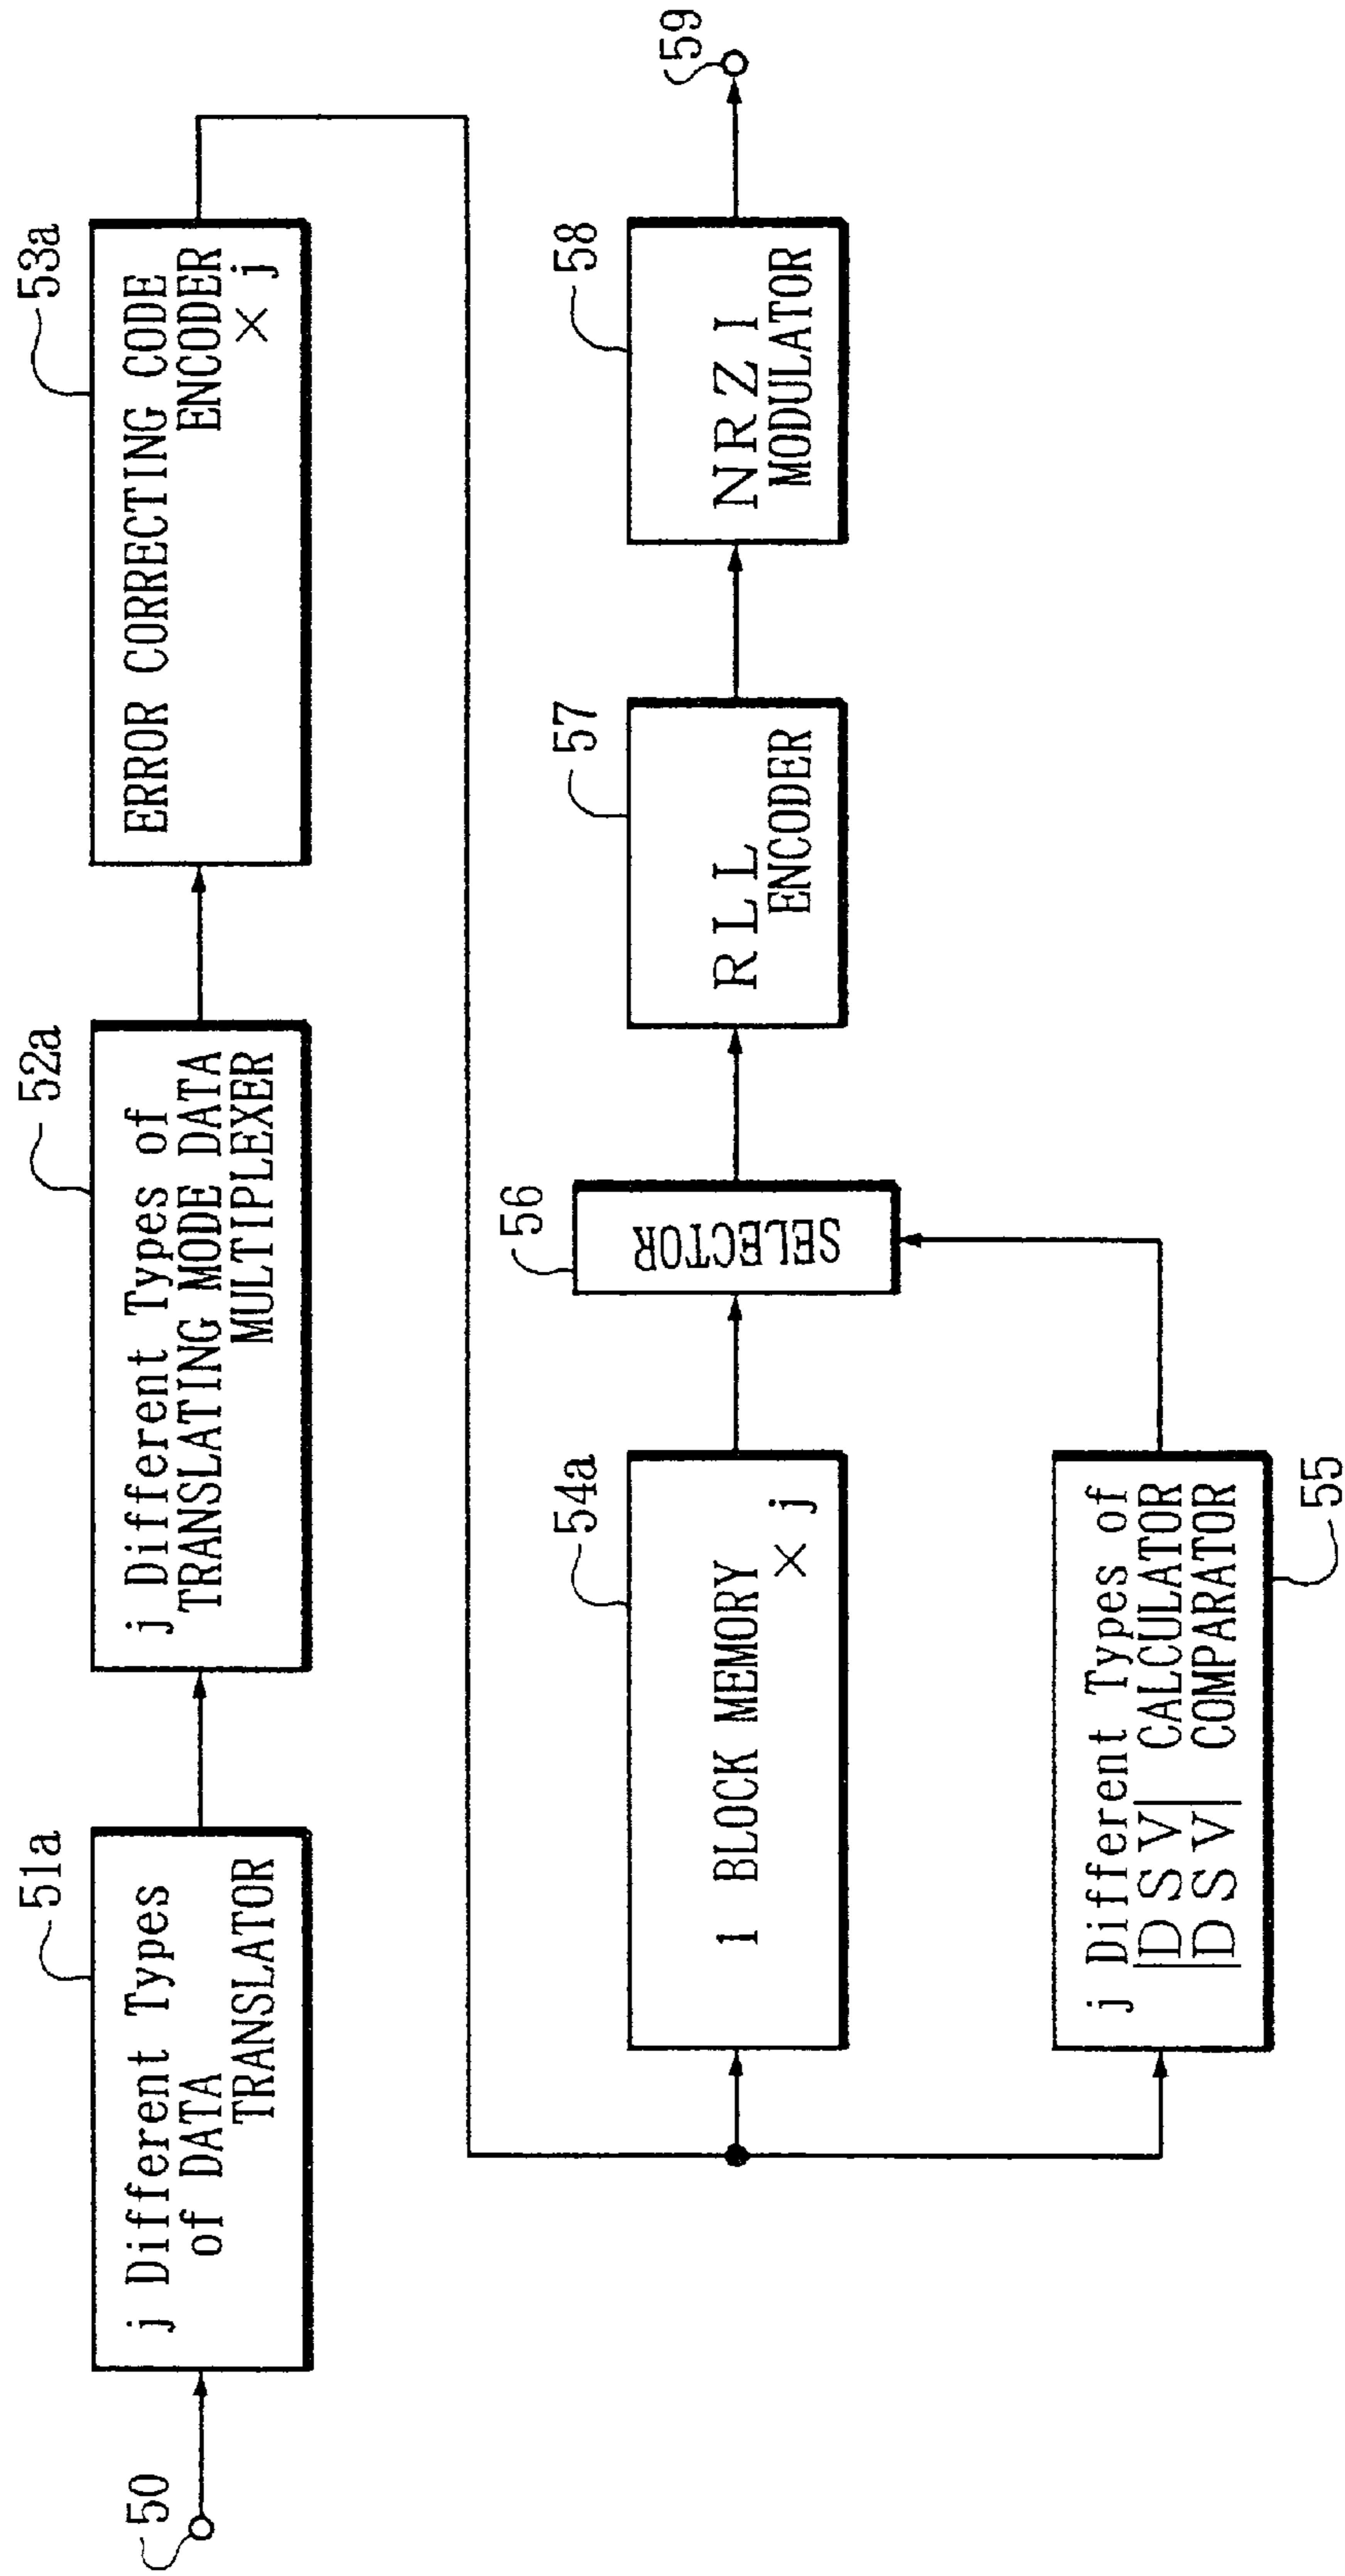 50
51a
j Different Types
of DATA
TRANSLATOR
52a
j Different Types of
TRANSLATING MODE DATA
MULTIPLEXER
53a
ERROR CORRECTING CODE
ENCODER
× j
54a
1 BLOCK MEMORY
× j
55
j Different Types of
|DSV| CALCULATOR
|DSV| COMPARATOR
56
SELECTOR
57
RLL
ENCODER
58
NRZI
MODULATOR
59